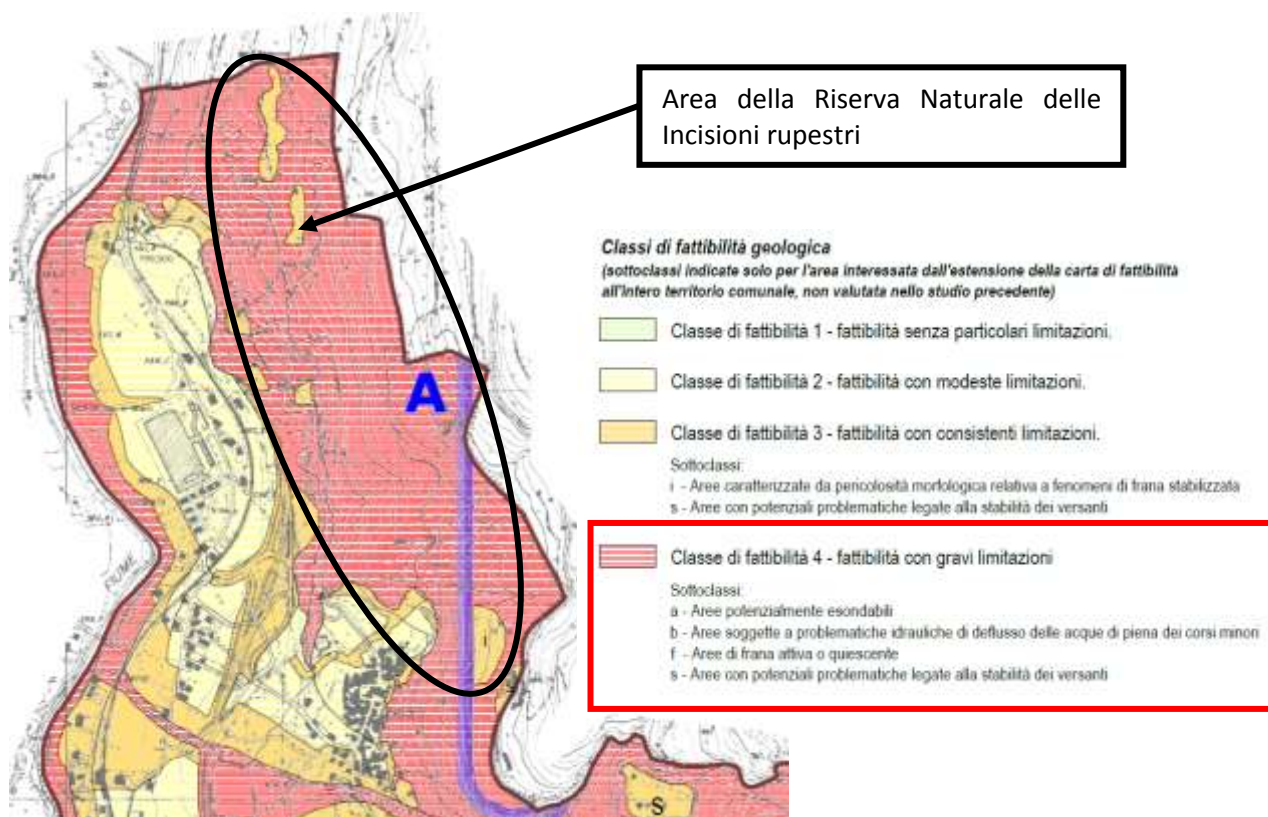 Area della Riserva Naturale delle
Incisioni rupestri
Classi di fattibilità geologica
(sottoclassi indicate solo per l'area interessata dall'estensione della carta di fattibilità
all'intero territorio comunale, non valutata nello studio precedente)
Classe di fattibilità 1 - fattibilità senza particolari limitazioni.
Classe di fattibilità 2 - fattibilità con modeste limitazioni.
A
Classe di fattibilità 3 - fattibilità con consistenti limitazioni.
Sottoclassi:
i - Aree caratterizzate da pericolosità morfologica relativa a fenomeni di frana stabilizzata
s - Aree con potenziali problematiche legate alla stabilità dei versanti
Classe di fattibilità 4 - fattibilità con gravi limitazioni
Sottoclassi:
a - Aree potenzialmente esondabili
b - Aree soggette a problematiche idrauliche di deflusso delle acque di piena dei corsi minori
f - Aree di frana attiva o quiescente
s - Aree con potenziali problematiche legate alla stabilità dei versanti
FIUME
i
S